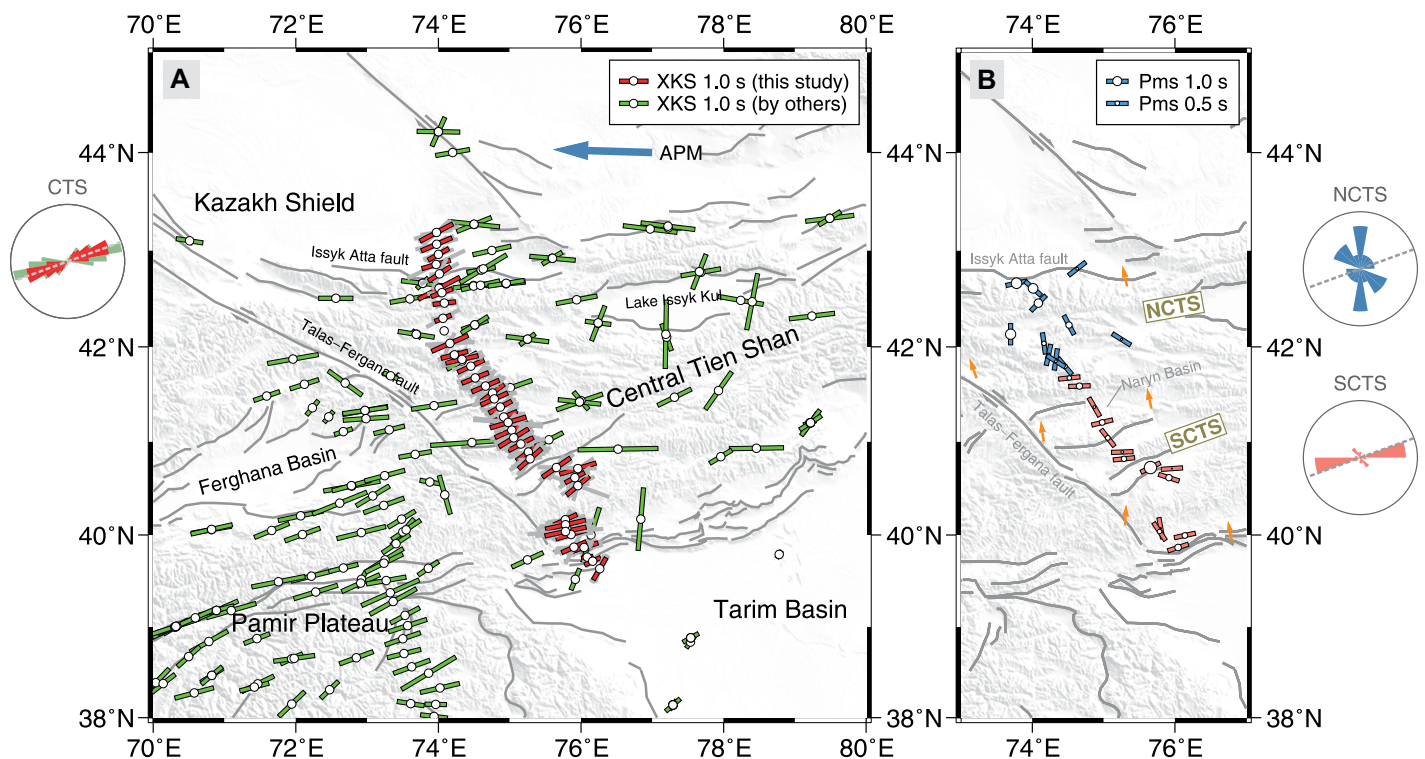 70˚E 72˚E 74˚E 76˚E 78˚E 80˚E 74˚E 76˚E
A
XKS 1.0 s (this study)
XKS 1.0 s (by others)
B
Pms 1.0 s
Pms 0.5 s
44˚N 44˚N 44˚N
APM
CTS
NCTS
Kazakh Shield
Issyk Atta fault
Issyk Atta fault
Lake Issyk Kul
NCTS
Talas−Fergana fault
42˚N 42˚N 42˚N
Central Tien Shan
Naryn Basin
SCTS
Talas−Fergana fault
SCTS
Ferghana Basin
40˚N 40˚N 40˚N
Pamir Plateau
Tarim Basin
38˚N 38˚N 38˚N
70˚E 72˚E 74˚E 76˚E 78˚E 80˚E 74˚E 76˚E